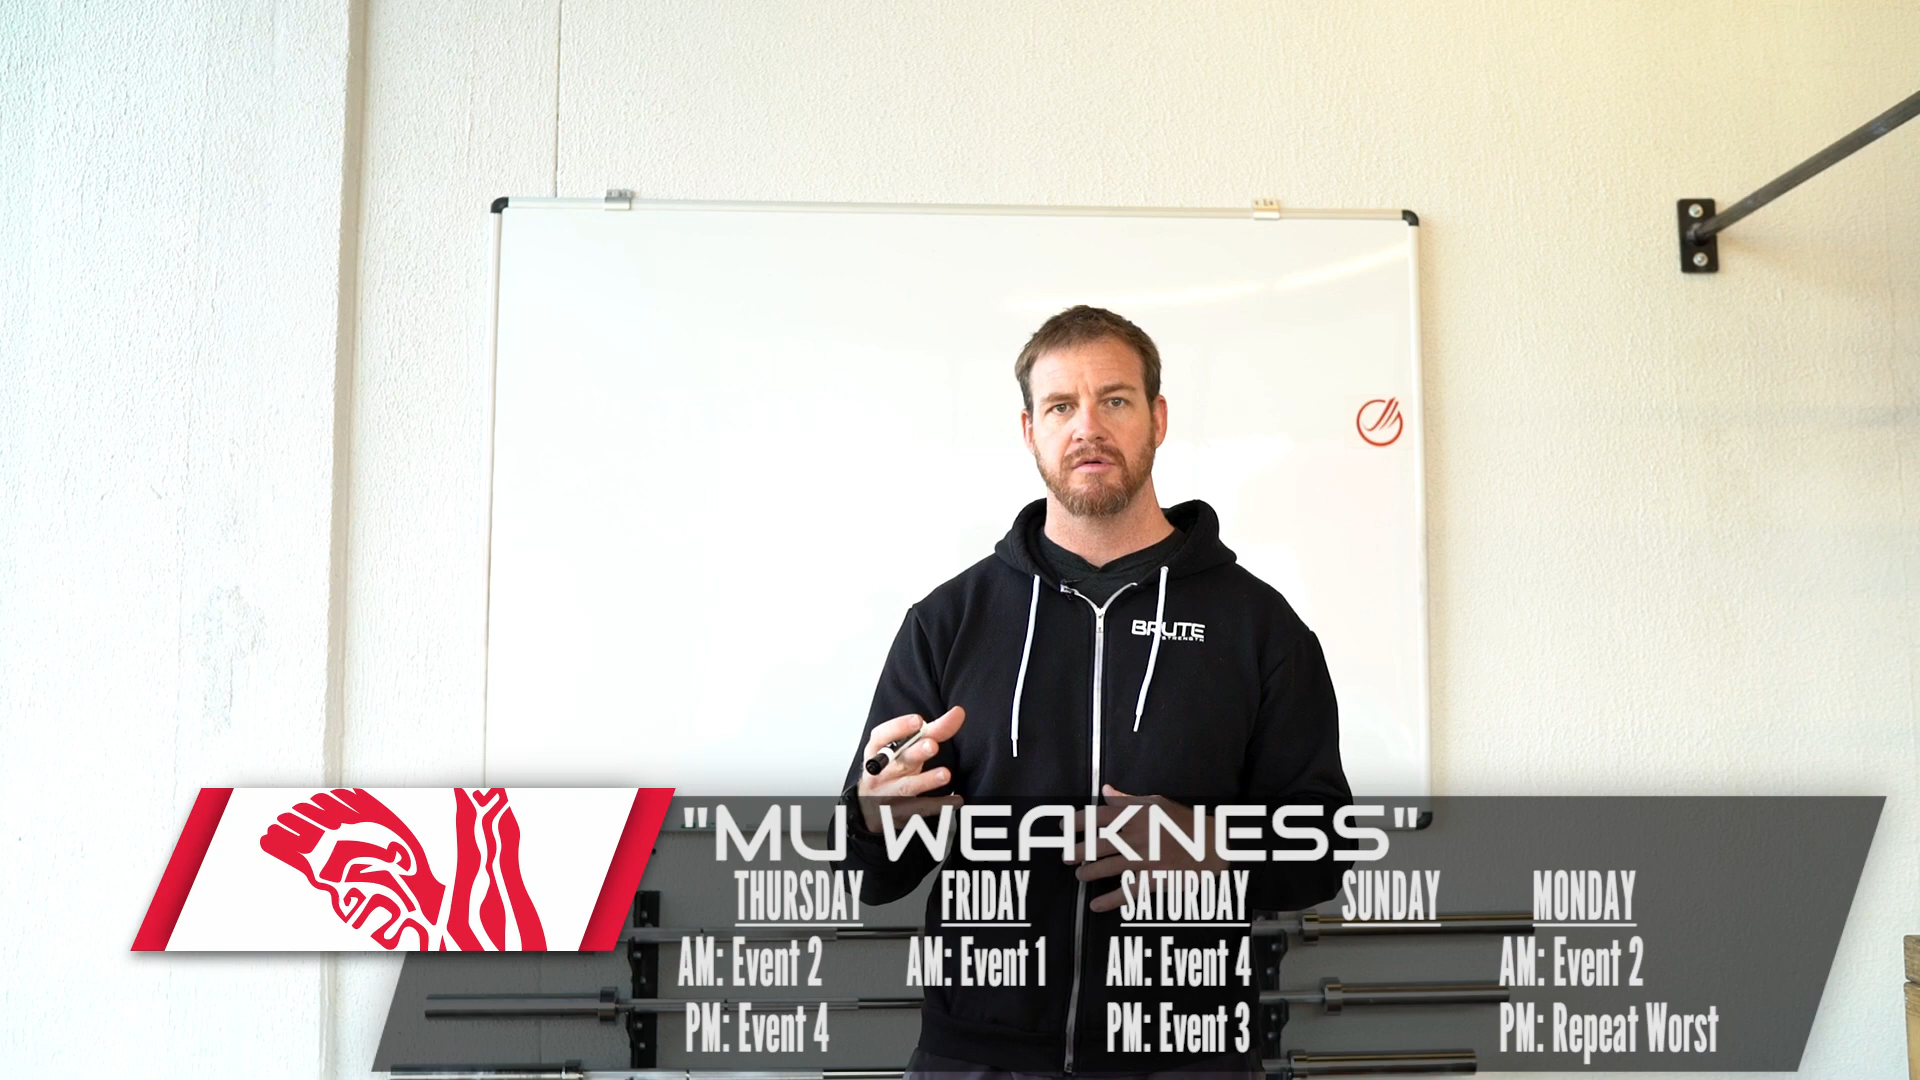 BRUTE
STRENGTH
"MU WEAKNESS"
THURSDAY FRIDAY SATURDAY SUNDAY MONDAY
AM: Event 2 AM: Event 1 AM: Event 4 AM: Event 2
PM: Event 4 PM: Event 3 PM: Repeat Worst